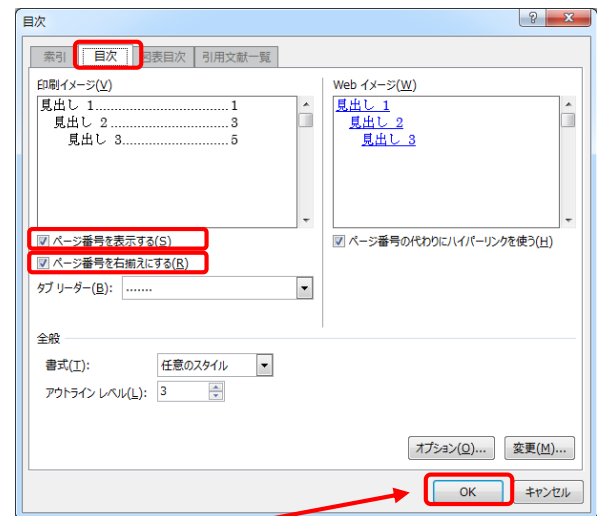 目次
索引 目次 図表目次 引用文献一覧
印刷イメージ(V)
見出し 1..............................1
見出し 2...........................3
見出し 3........................5
Web イメージ(W)
見出し 1
見出し 2
見出し 3
ページ番号を表示する(S)
ページ番号を右揃えにする(R)
タブ リーダー(B): .......
ページ番号の代わりにハイパーリンクを使う(H)
全般
書式(T): 任意のスタイル
アウトライン レベル(L): 3
オプション(O)... 変更(M)...
OK キャンセル